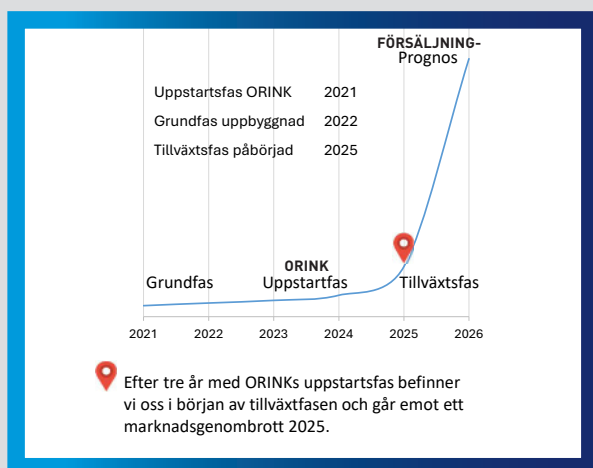 FÖRSÄLJNING-
Prognos
Uppstartsfas ORINK 2021
Grundfas uppbyggnad 2022
Tillväxtsfas påbörjad 2025
ORINK
Grundfas Uppstartfas Tillväxtsfas
2021 2022 2023 2024 2025 2026
Efter tre år med ORINKs uppstartsfas befinner
vi oss i början av tillväxtfasen och går emot ett
marknadsgenombrott 2025.